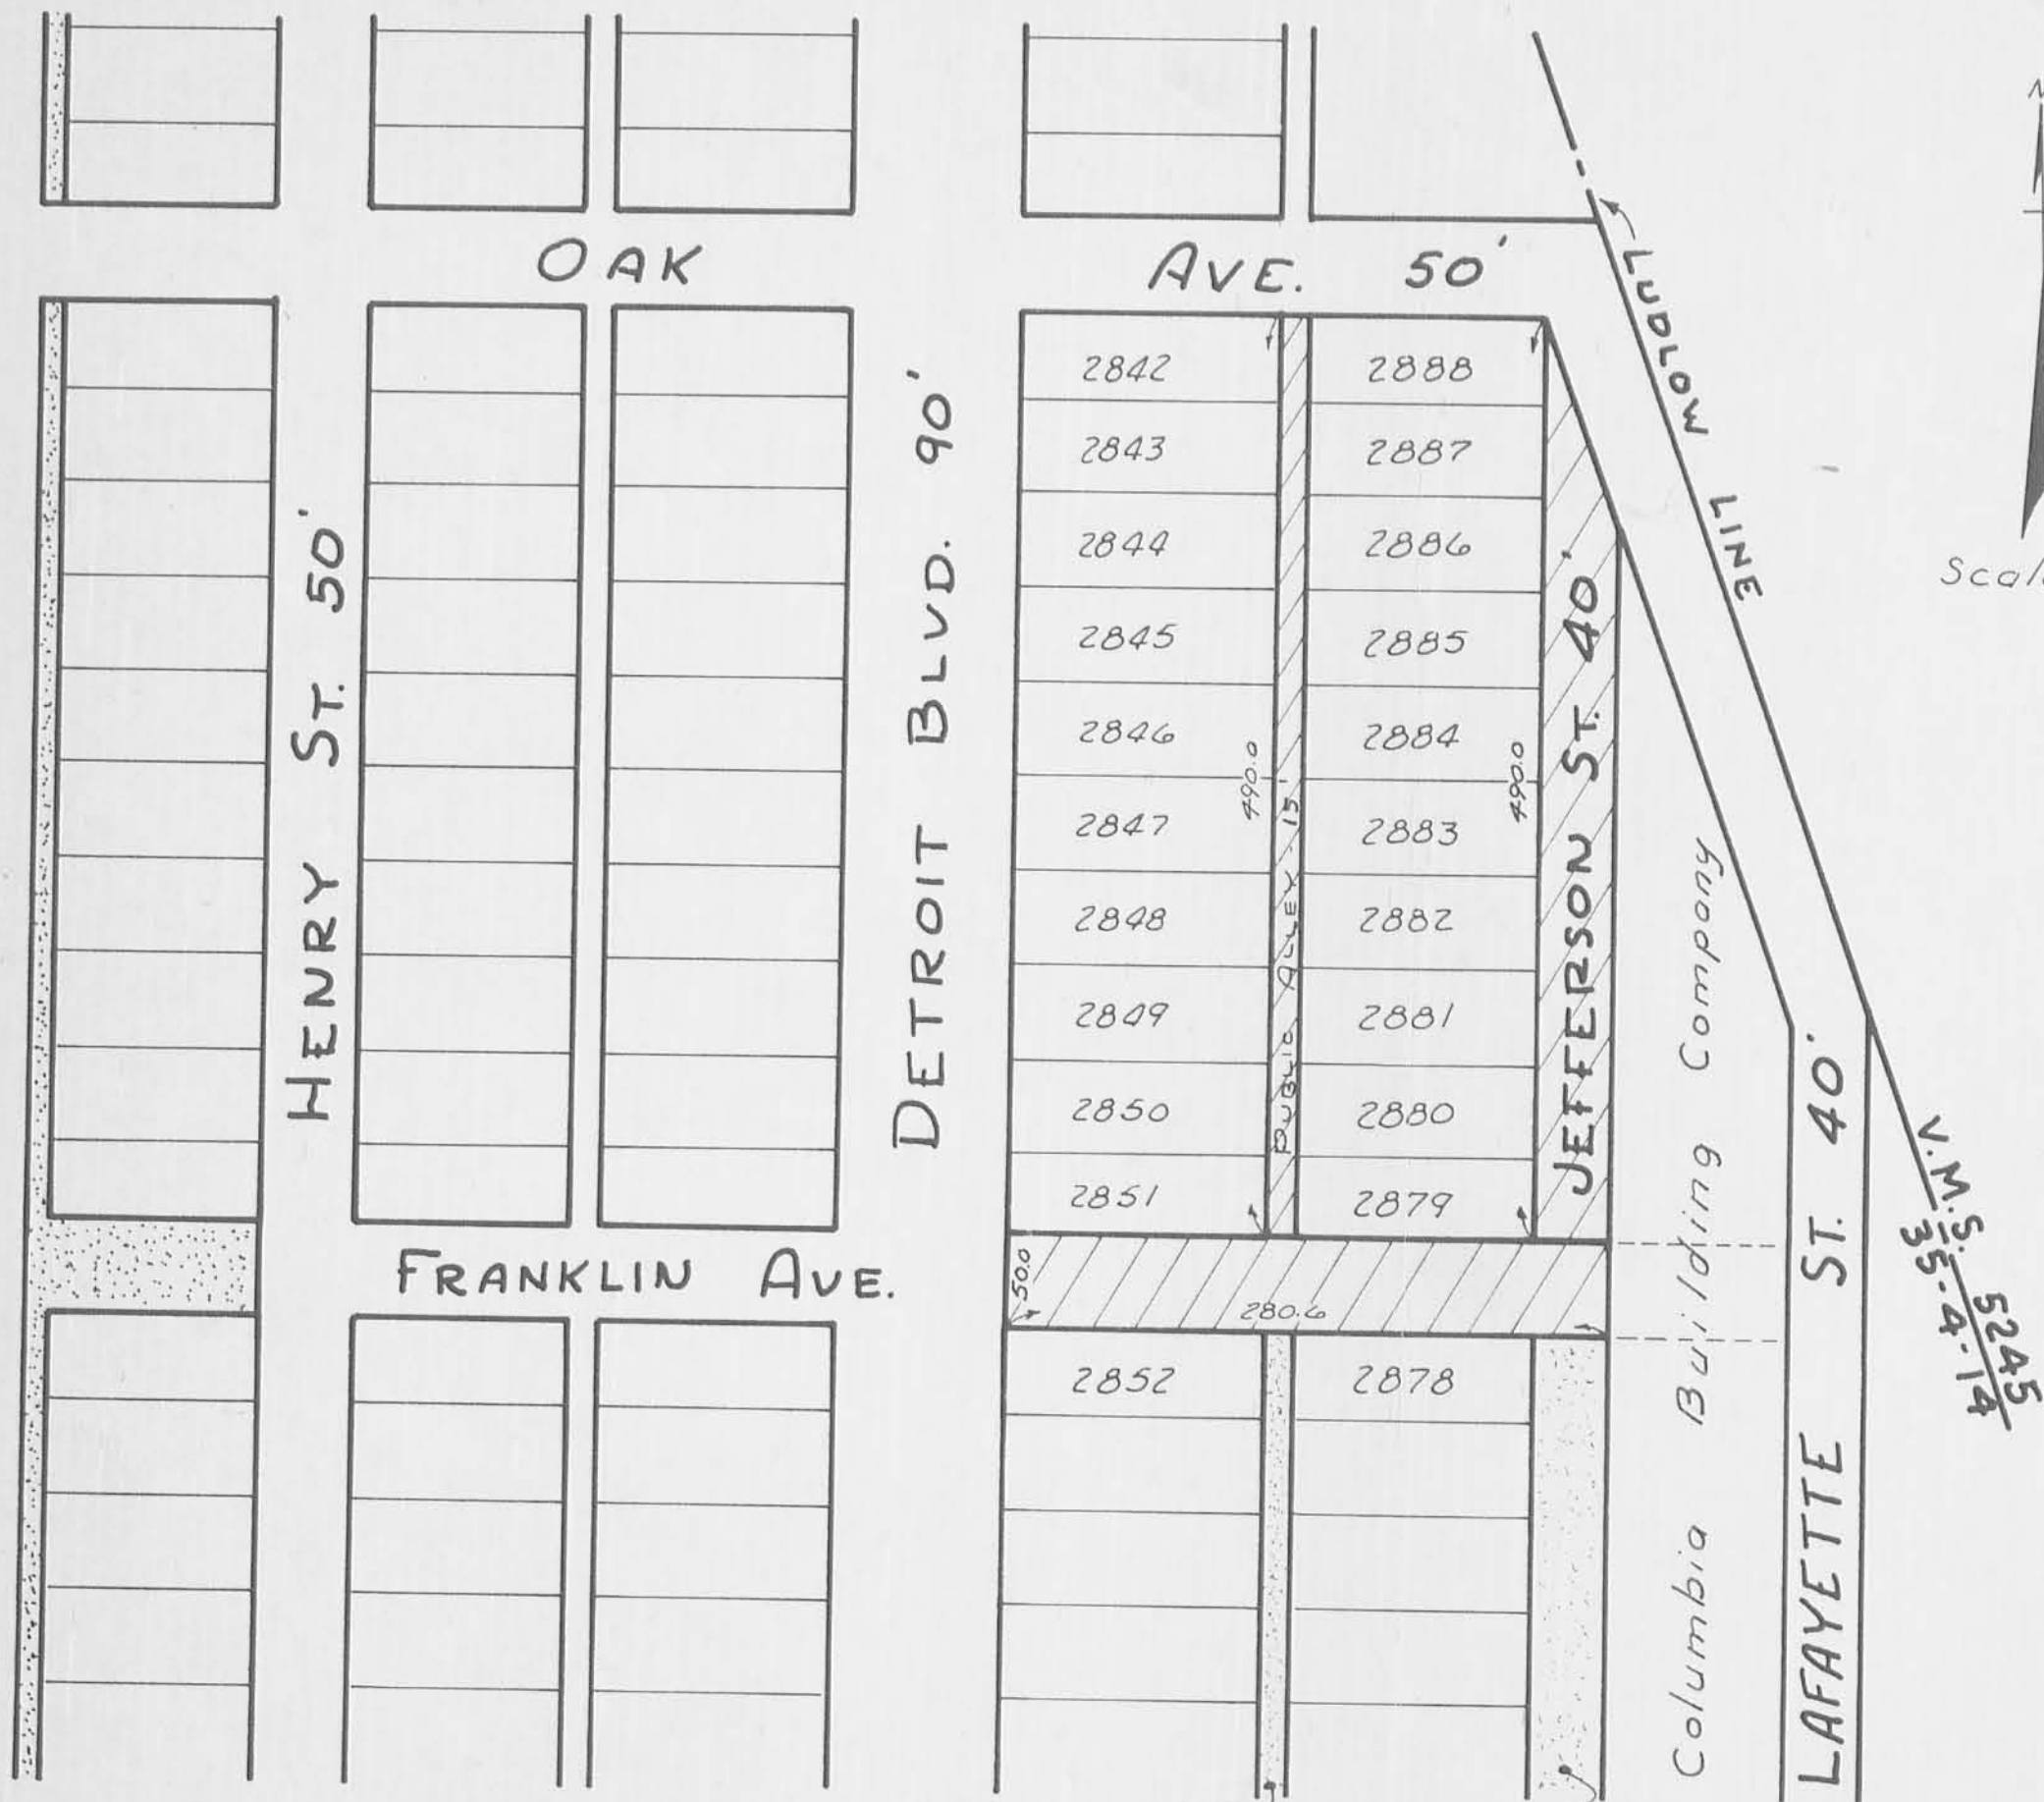 N
Scale
OAK AVE. 50'
LUDLOW LINE
HENRY ST. 50'
DETROIT BLVD. 90'
2842 2888
2843 2887
2844 2886
2845 2885
2846 2884
2847 2883
2848 2882
2849 2881
2850 2880
2851 2879
490.0
PUBLIC ALLEY - 15'
490.0
JEFFERSON ST. 40'
Columbia Building Company
LAFAYETTE ST. 40'
V.M.S. 5245
35-4-14
FRANKLIN AVE.
50.0
280.6
2852 2878